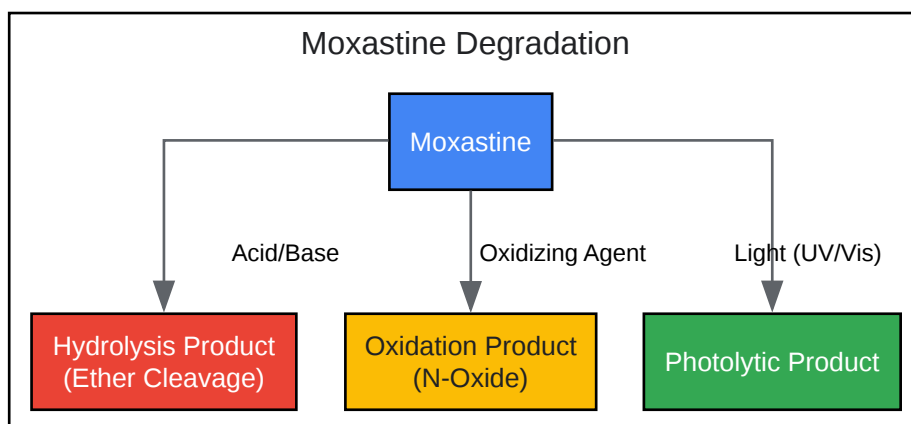 Moxastine Degradation
Moxastine
Acid/Base
Oxidizing Agent
Light (UV/Vis)
Hydrolysis Product
(Ether Cleavage)
Oxidation Product
(N-Oxide)
Photolytic Product